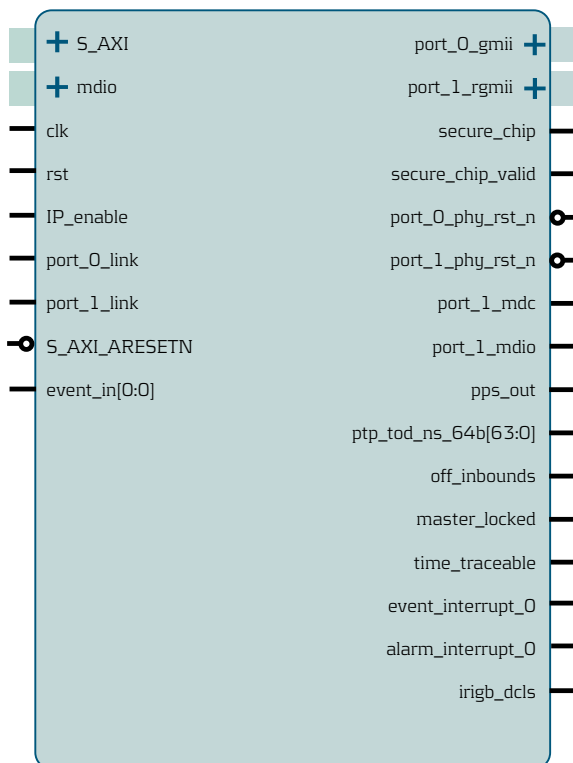 S_AXI
mdio
clk
rst
IP_enable
port_0_link
port_1_link
S_AXI_ARESETN
event_in[0:0]
port_0_gmii
port_1_rgmii
secure_chip
secure_chip_valid
port_0_phy_rst_n
port_1_phy_rst_n
port_1_mdc
port_1_mdio
pps_out
ptp_tod_ns_64b[63:0]
off_inbounds
master_locked
time_traceable
event_interrupt_0
alarm_interrupt_0
irigb_dcls